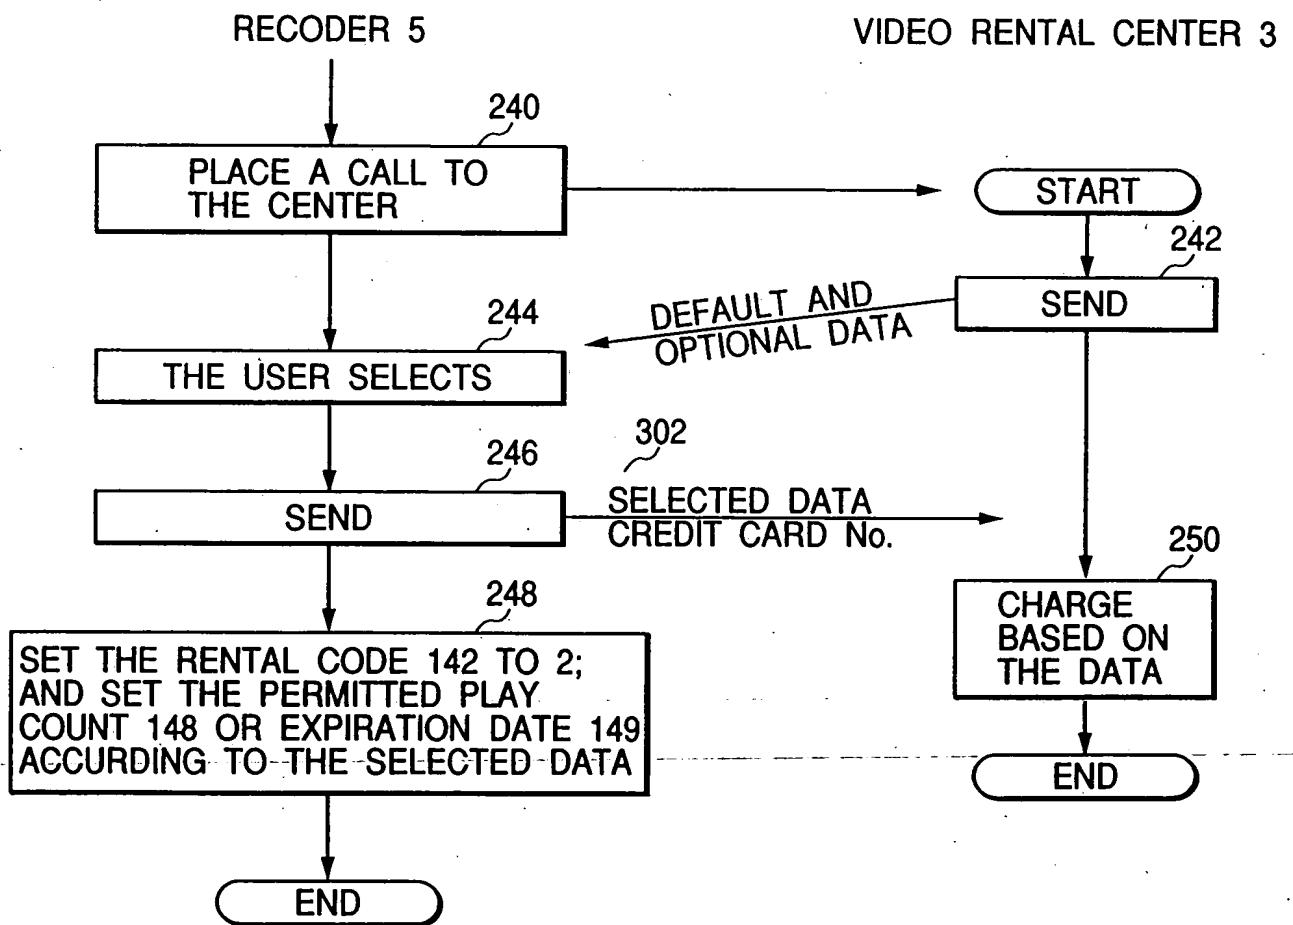 RECODER 5
VIDEO RENTAL CENTER 3
240
PLACE A CALL TO
THE CENTER
START
242
SEND
DEFAULT AND
OPTIONAL DATA
244
THE USER SELECTS
246
SEND
302
SELECTED DATA
CREDIT CARD No.
248
SET THE RENTAL CODE 142 TO 2;
AND SET THE PERMITTED PLAY
COUNT 148 OR EXPIRATION DATE 149
ACCURDING TO THE SELECTED DATA
250
CHARGE
BASED ON
THE DATA
END
END